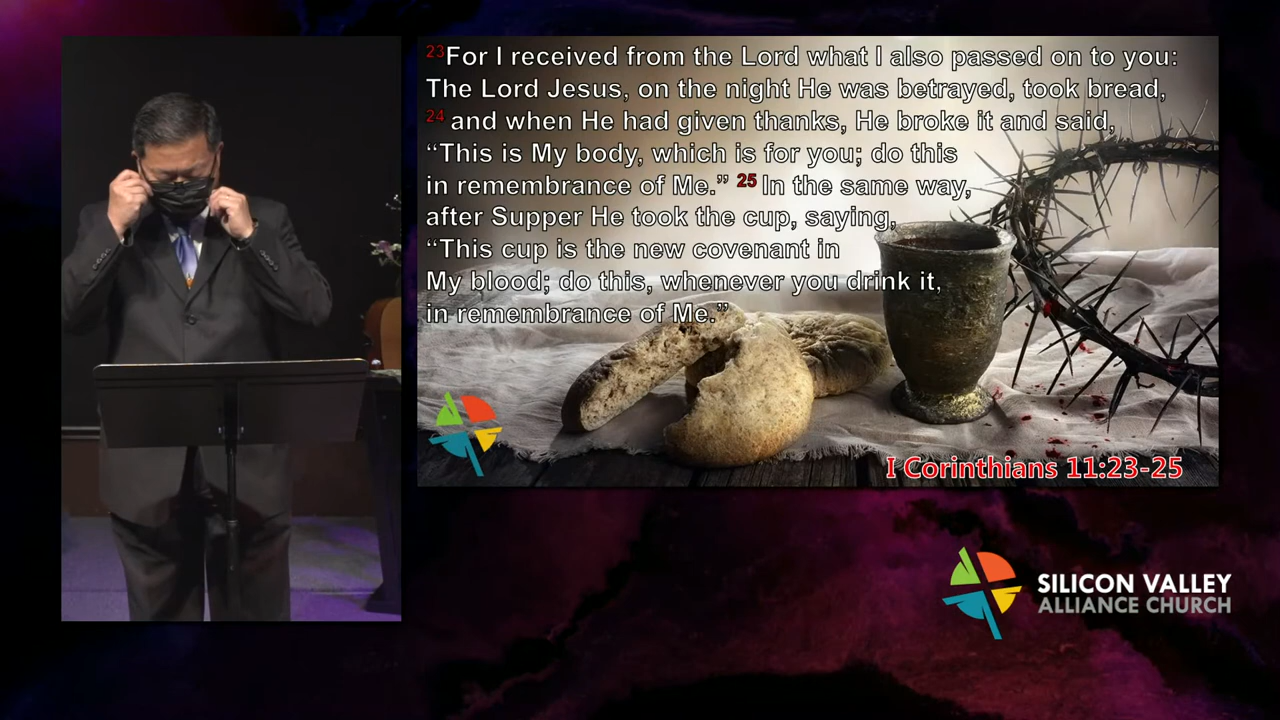 23For I received from the Lord what I also passed on to you:
The Lord Jesus, on the night He was betrayed, took bread,
24 and when He had given thanks, He broke it and said,
“This is My body, which is for you; do this
in remembrance of Me.” 25 In the same way,
after Supper He took the cup, saying,
“This cup is the new covenant in
My blood; do this, whenever you drink it,
in remembrance of Me.”
I Corinthians 11:23-25
SILICON VALLEY
ALLIANCE CHURCH